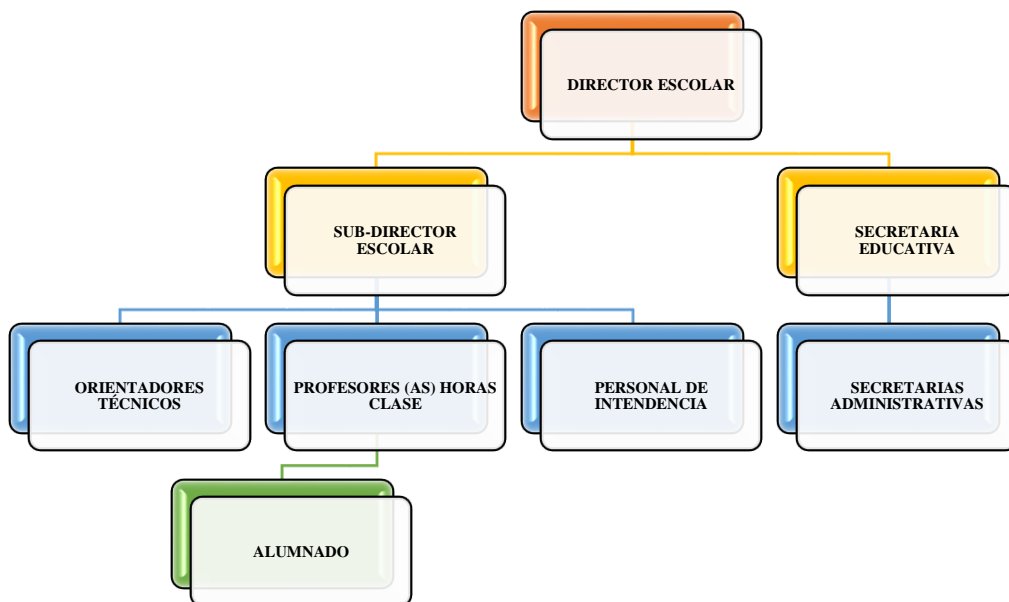 DIRECTOR ESCOLAR
SUB-DIRECTOR
ESCOLAR
SECRETARIA
EDUCATIVA
ORIENTADORES
TÉCNICOS
PROFESORES (AS) HORAS
CLASE
PERSONAL DE
INTENDENCIA
SECRETARIAS
ADMINISTRATIVAS
ALUMNADO